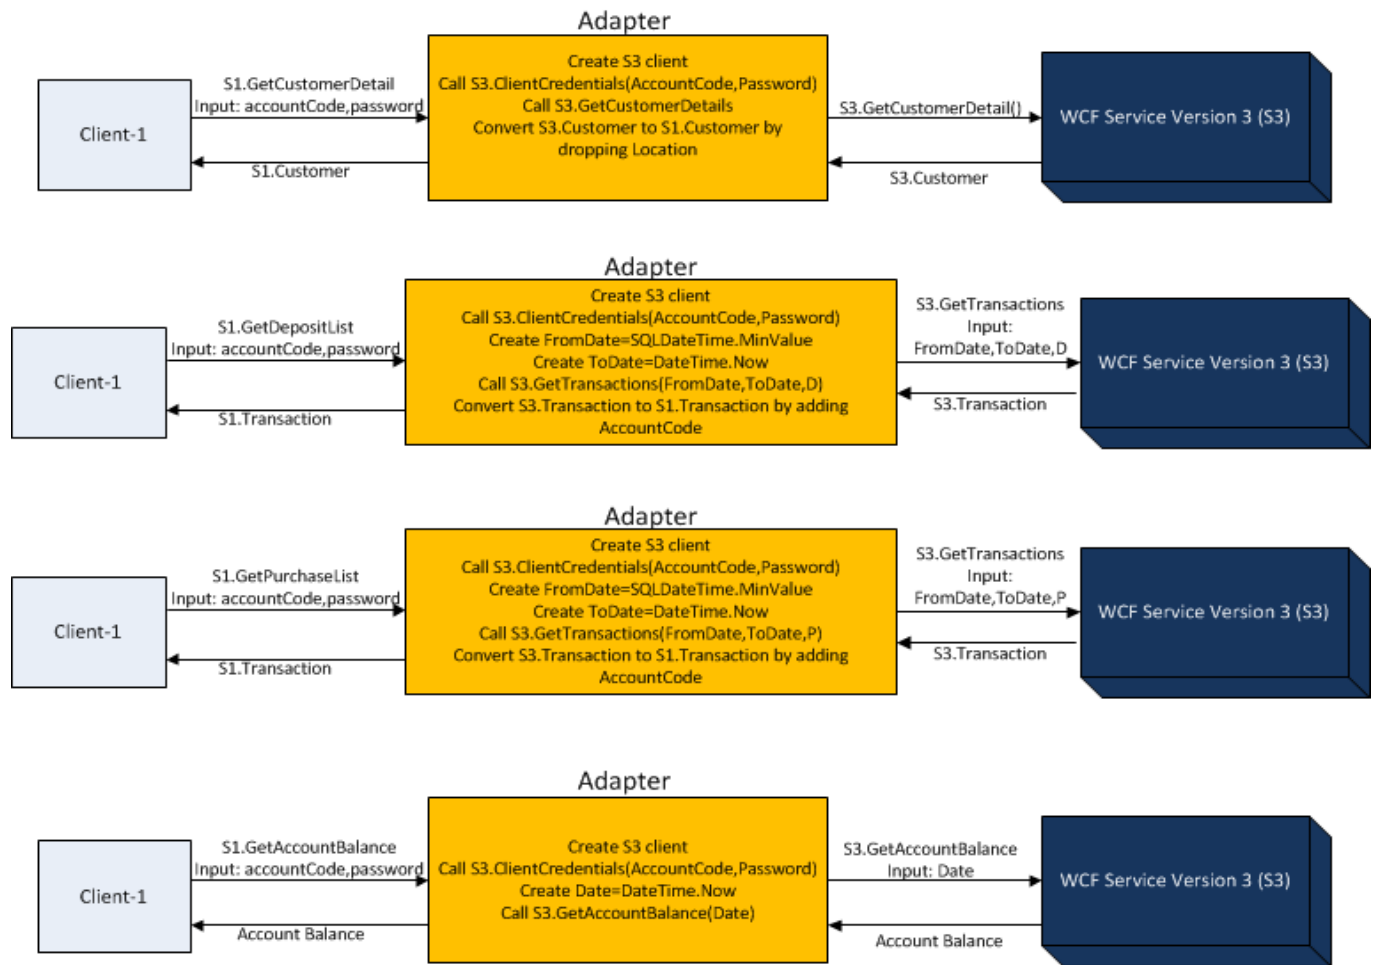 Adapter
Create S3 client
Call S3.ClientCredentials(AccountCode,Password)
Call S3.GetCustomerDetails
Convert S3.Customer to S1.Customer by
dropping Location
S1.GetCustomerDetail
Input: accountCode,password
Client-1
S1.Customer
S3.GetCustomerDetail()
S3.Customer
WCF Service Version 3 (S3)
Adapter
Create S3 client
Call S3.ClientCredentials(AccountCode,Password)
Create FromDate=SQLDateTime.MinValue
Create ToDate=DateTime.Now
Call S3.GetTransactions(FromDate,ToDate,D)
Convert S3.Transaction to S1.Transaction by adding
AccountCode
S1.GetDepositList
Input: accountCode,password
Client-1
S1.Transaction
S3.GetTransactions
Input:
FromDate,ToDate,D
S3.Transaction
WCF Service Version 3 (S3)
Adapter
Create S3 client
Call S3.ClientCredentials(AccountCode,Password)
Create FromDate=SQLDateTime.MinValue
Create ToDate=DateTime.Now
Call S3.GetTransactions(FromDate,ToDate,P)
Convert S3.Transaction to S1.Transaction by adding
AccountCode
S1.GetPurchaseList
Input: accountCode,password
Client-1
S1.Transaction
S3.GetTransactions
Input:
FromDate,ToDate,P
S3.Transaction
WCF Service Version 3 (S3)
Adapter
Create S3 client
Call S3.ClientCredentials(AccountCode,Password)
Create Date=DateTime.Now
Call S3.GetAccountBalance(Date)
S1.GetAccountBalance
Input: accountCode,password
Client-1
Account Balance
S3.GetAccountBalance
Input: Date
Account Balance
WCF Service Version 3 (S3)